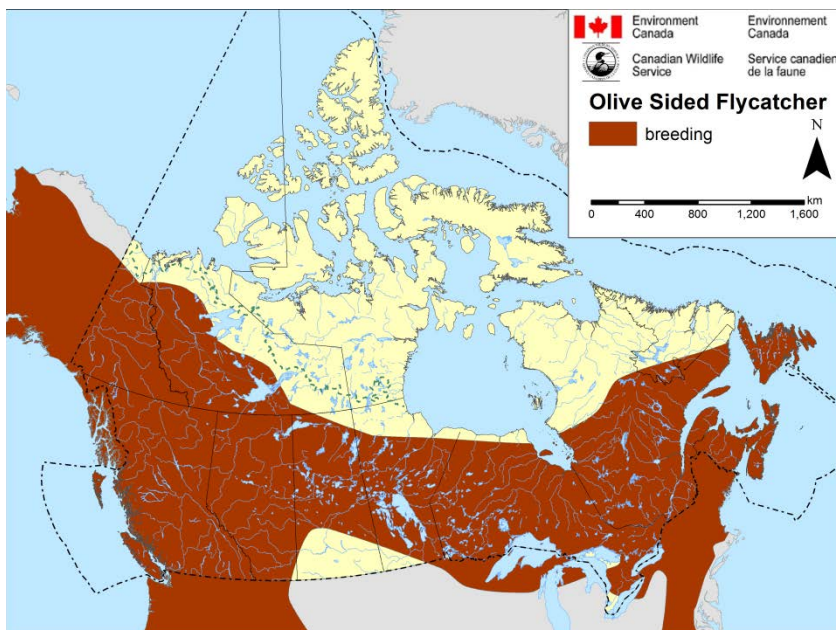 Environment Environnement
Canada Canada
Canadian Wildlife Service canadien
Service de la faune
Olive Sided Flycatcher
breeding
N
km
0 400 800 1,200 1,600